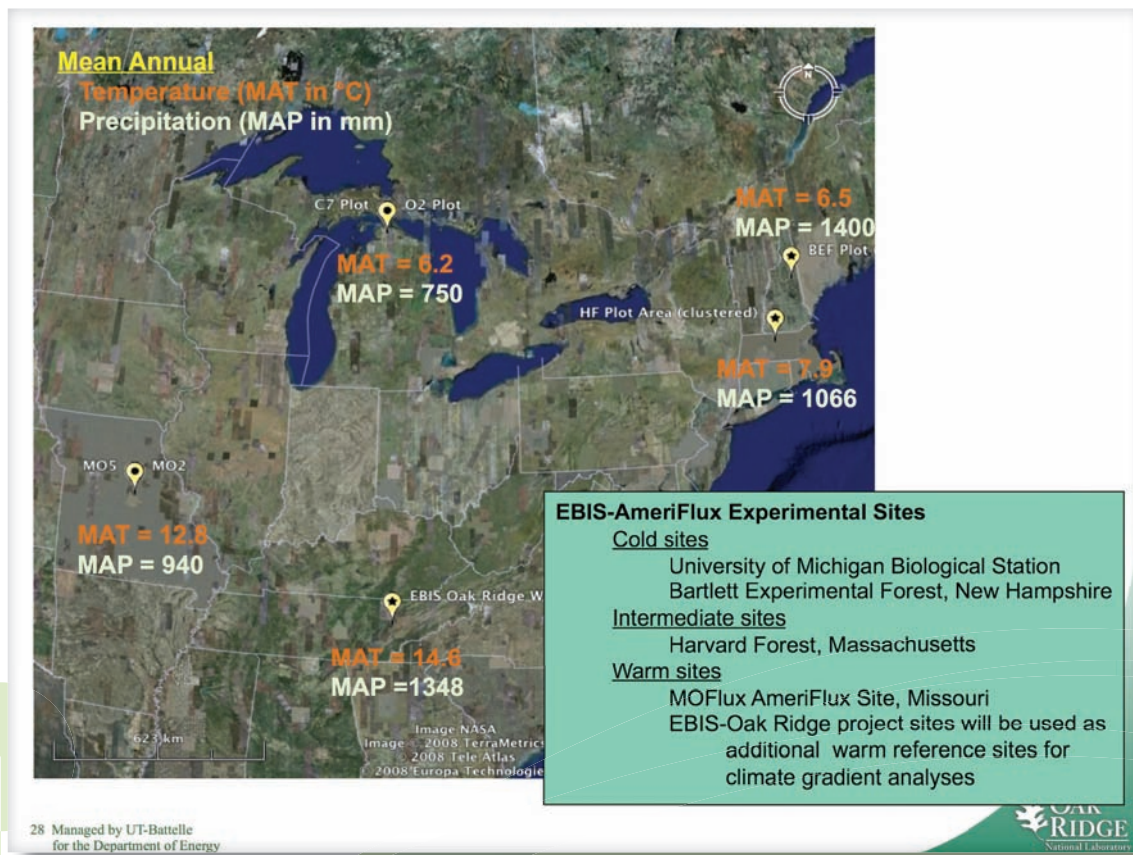 Mean Annual
Temperature (MAT in °C)
Precipitation (MAP in mm)
N
C7 Plot O2 Plot
MAT = 6.2
MAP = 750
MAT = 6.5
MAP = 1400
BEF Plot
HF Plot Area (clustered)
MAT = 7.9
MAP = 1066
MO5 MO2
MAT = 12.8
MAP = 940
EBIS Oak Ridge W
MAT = 14.6
MAP =1348
623 km
Image NASA
Image © 2008 TerraMetrics
© 2008 Tele Atlas
© 2008 Europa Technologie
EBIS-AmeriFlux Experimental Sites
Cold sites
University of Michigan Biological Station
Bartlett Experimental Forest, New Hampshire
Intermediate sites
Harvard Forest, Massachusetts
Warm sites
MOFlux AmeriFlux Site, Missouri
EBIS-Oak Ridge project sites will be used as
additional warm reference sites for
climate gradient analyses
28 Managed by UT-Battelle
for the Department of Energy
OAK
RIDGE
National Laboratory